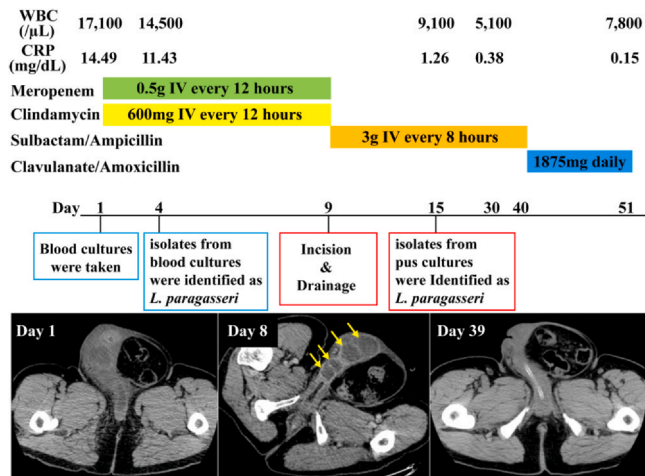 WBC
(/μL)
17,100 14,500 9,100 5,100 7,800
CRP
(mg/dL)
14.49 11.43 1.26 0.38 0.15
Meropenem 0.5g IV every 12 hours
Clindamycin 600mg IV every 12 hours
Sulbactam/Ampicillin 3g IV every 8 hours
Clavulanate/Amoxicillin 1875mg daily
Day 1 4 9 15 30 40 51
Blood cultures
were taken
isolates from
blood cultures
were identified as
L. paragasseri
Incision
&
Drainage
isolates from
pus cultures
were Identified as
L. paragasseri
Day 1
Day 8
Day 39